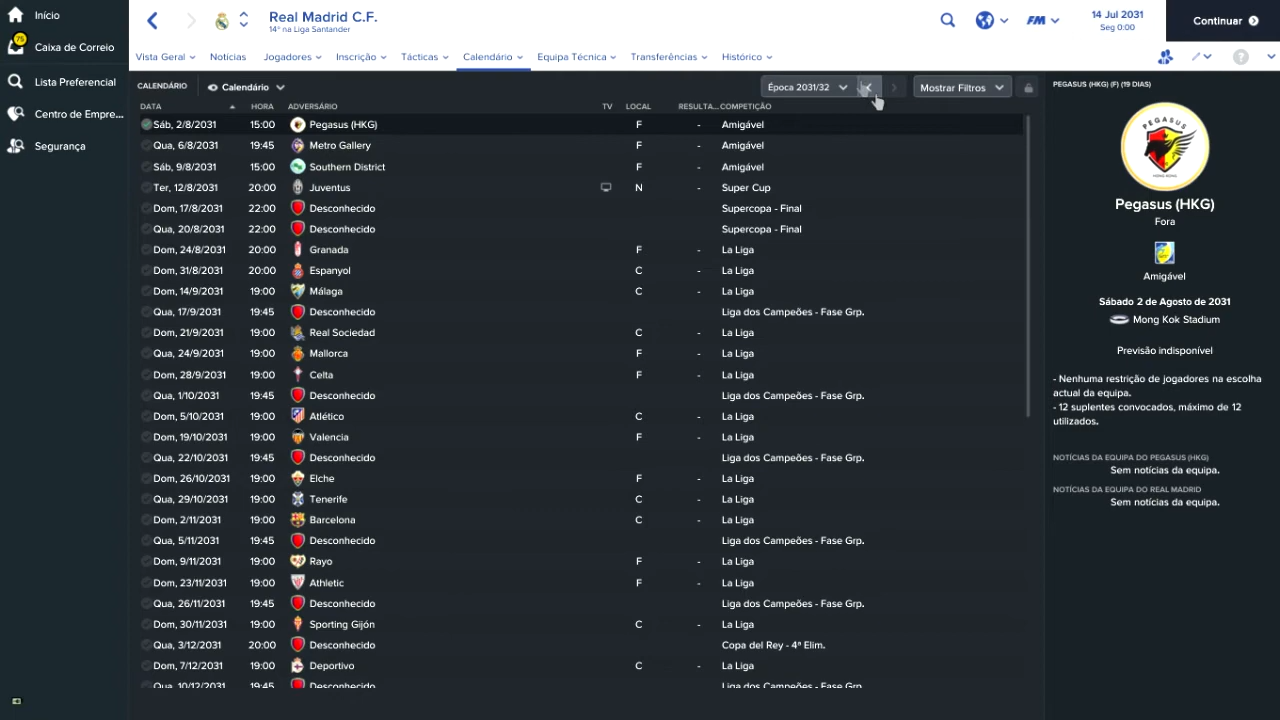 Início
75
Caixa de Correio
Lista Preferencial
Centro de Empre...
Segurança
Real Madrid C.F.
14º na Liga Santander
FM
14 Jul 2031
Seg 0:00
Continuar
Vista Geral
Notícias
Jogadores
Inscrição
Tácticas
Calendário
Equipa Técnica
Transferências
Histórico
CALENDÁRIO
Calendário
Época 2031/32
Mostrar Filtros
DATA HORA ADVERSÁRIO TV LOCAL RESULTA... COMPETIÇÃO
Sáb, 2/8/2031 15:00 Pegasus (HKG) F - Amigável
Qua, 6/8/2031 19:45 Metro Gallery F - Amigável
Sáb, 9/8/2031 15:00 Southern District F - Amigável
Ter, 12/8/2031 20:00 Juventus N - Super Cup
Dom, 17/8/2031 22:00 Desconhecido Supercopa - Final
Qua, 20/8/2031 22:00 Desconhecido Supercopa - Final
Dom, 24/8/2031 20:00 Granada F - La Liga
Dom, 31/8/2031 20:00 Espanyol C - La Liga
Dom, 14/9/2031 19:00 Málaga C - La Liga
Qua, 17/9/2031 19:45 Desconhecido Liga dos Campeões - Fase Grp.
Dom, 21/9/2031 19:00 Real Sociedad C - La Liga
Qua, 24/9/2031 19:00 Mallorca F - La Liga
Dom, 28/9/2031 19:00 Celta F - La Liga
Qua, 1/10/2031 19:45 Desconhecido Liga dos Campeões - Fase Grp.
Dom, 5/10/2031 19:00 Atlético C - La Liga
Dom, 19/10/2031 19:00 Valencia F - La Liga
Qua, 22/10/2031 19:45 Desconhecido Liga dos Campeões - Fase Grp.
Dom, 26/10/2031 19:00 Elche F - La Liga
Qua, 29/10/2031 19:00 Tenerife C - La Liga
Dom, 2/11/2031 19:00 Barcelona C - La Liga
Qua, 5/11/2031 19:45 Desconhecido Liga dos Campeões - Fase Grp.
Dom, 9/11/2031 19:00 Rayo F - La Liga
Dom, 23/11/2031 19:00 Athletic F - La Liga
Qua, 26/11/2031 19:45 Desconhecido Liga dos Campeões - Fase Grp.
Dom, 30/11/2031 19:00 Sporting Gijón C - La Liga
Qua, 3/12/2031 20:00 Desconhecido Copa del Rey - 4ª Elim.
Dom, 7/12/2031 19:00 Deportivo C - La Liga
Qua, 10/12/2031 19:45 Desconhecido Liga dos Campeões - Fase Grp.
PEGASUS (HKG) (F) (19 DIAS)
PEGASUS
HONG KONG
Pegasus (HKG)
Fora
Amigável
Sábado 2 de Agosto de 2031
Mong Kok Stadium
Previsão indisponível
- Nenhuma restrição de jogadores na escolha
actual da equipa.
- 12 suplentes convocados, máximo de 12
utilizados.
NOTÍCIAS DA EQUIPA DO PEGASUS (HKG)
Sem notícias da equipa.
NOTÍCIAS DA EQUIPA DO REAL MADRID
Sem notícias da equipa.